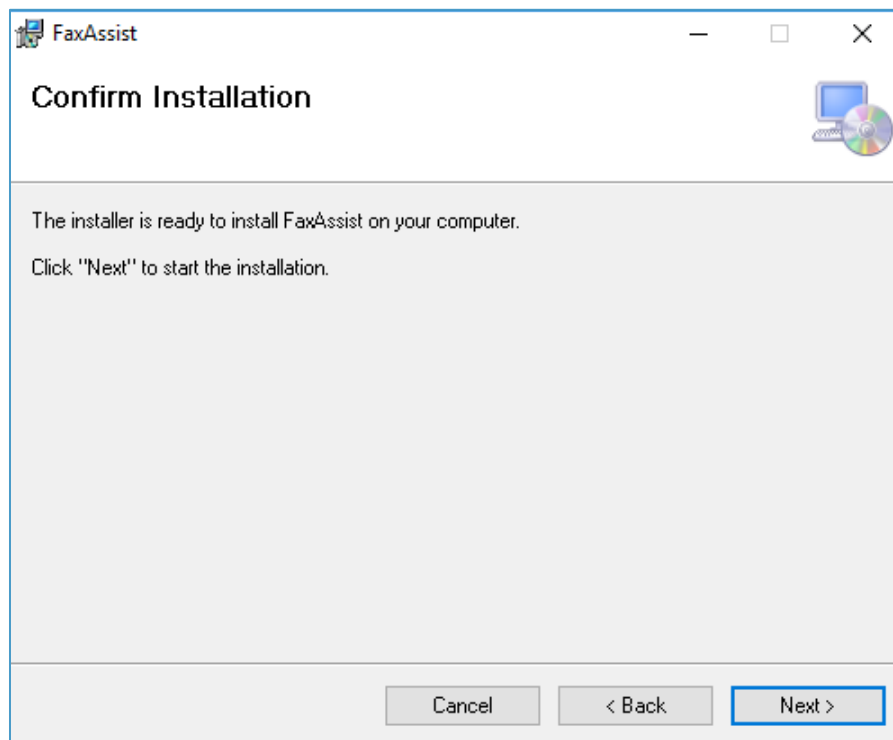 FaxAssist
Confirm Installation
The installer is ready to install FaxAssist on your computer.
Click "Next" to start the installation.
Cancel
< Back
Next >